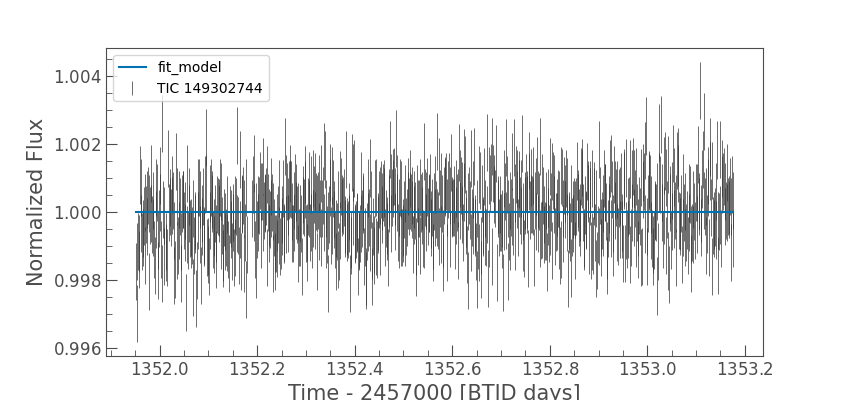 fit_model
TIC 149302744
1.004
1.002
1.000
0.998
0.996
Normalized Flux
1352.0 1352.2 1352.4 1352.6 1352.8 1353.0 1353.2
Time - 2457000 [BTJD days]